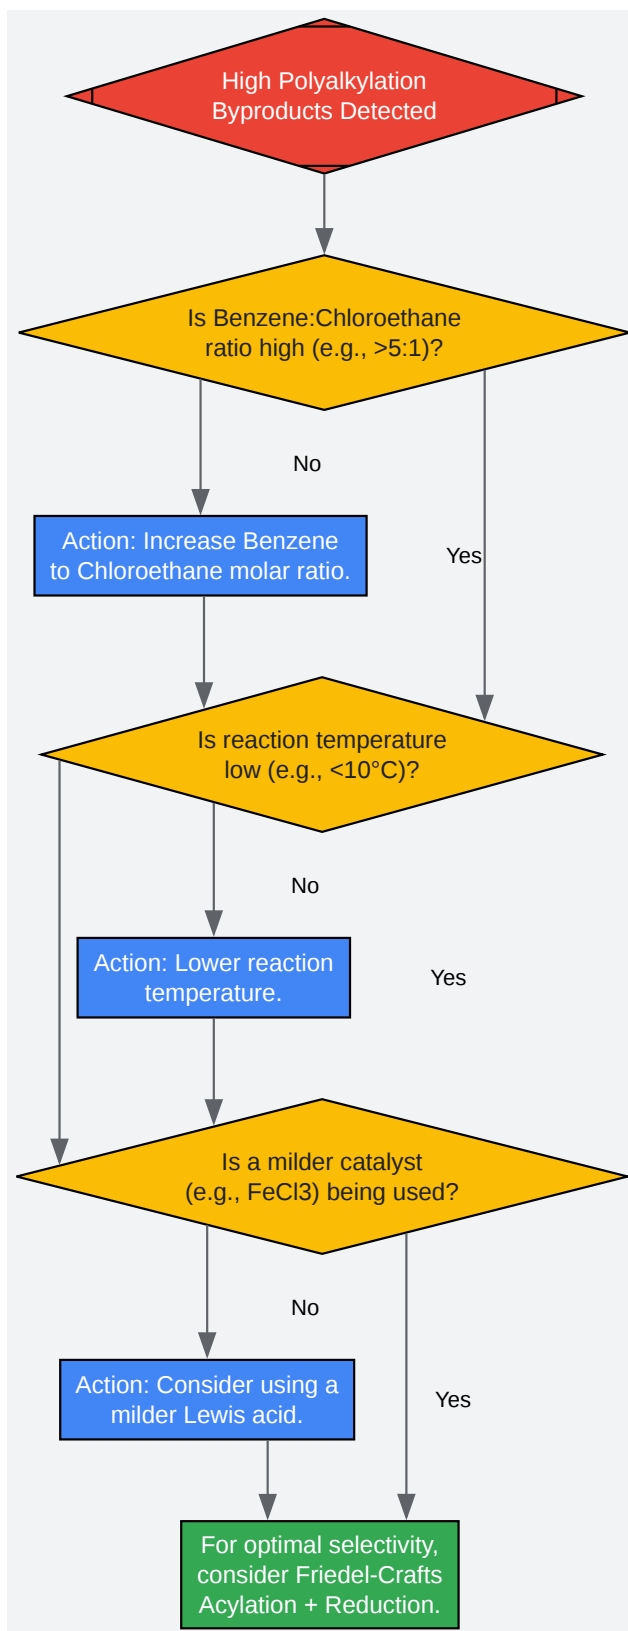 High Polyalkylation
Byproducts Detected
Is Benzene:Chloroethane
ratio high (e.g., >5:1)?
No
Action: Increase Benzene
to Chloroethane molar ratio.
Yes
Is reaction temperature
low (e.g., <10°C)?
No
Action: Lower reaction
temperature.
Yes
Is a milder catalyst
(e.g., FeCl3) being used?
No
Action: Consider using a
milder Lewis acid.
Yes
For optimal selectivity,
consider Friedel-Crafts
Acylation + Reduction.